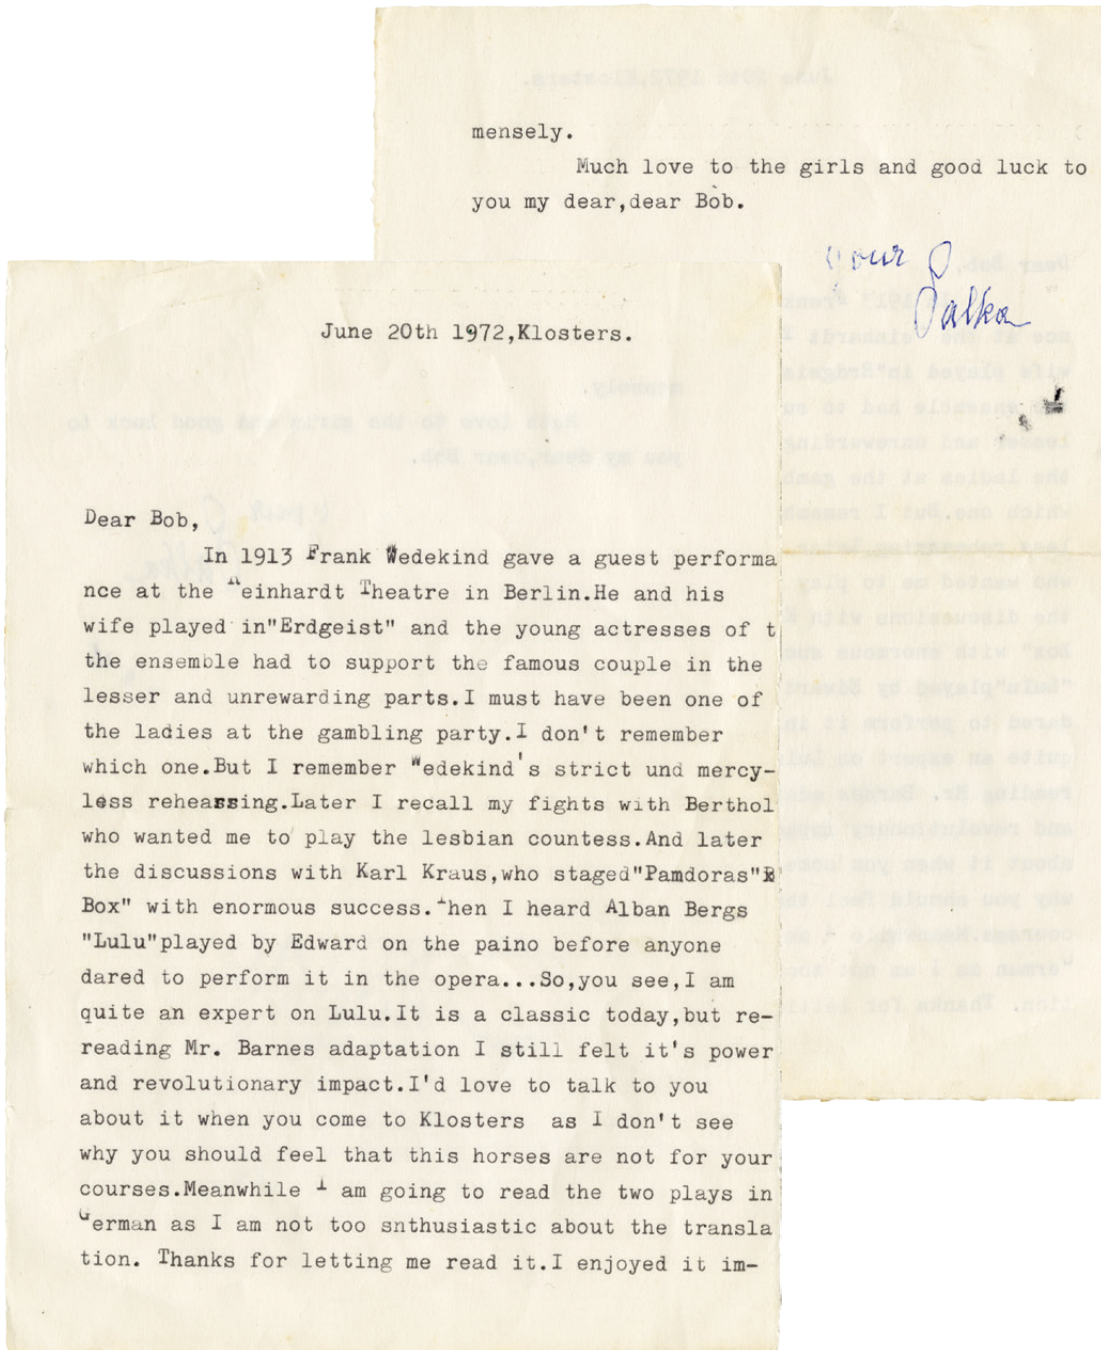 June 20th 1972,Klosters.
Dear Bob,
In 1913 Frank Wedekind gave a guest performa
nce at the Reinhardt Theatre in Berlin.He and his
wife played in"Erdgeist" and the young actresses of t
the ensemble had to support the famous couple in the
lesser and unrewarding parts.I must have been one of
the ladies at the gambling party.I don't remember
which one.But I remember Wedekind's strict und mercy-
less reheassing.Later I recall my fights with Berthol
who wanted me to play the lesbian countess.And later
the discussions with Karl Kraus,who staged"Pamdoras"B
Box" with enormous success.Then I heard Alban Bergs
"Lulu"played by Edward on the paino before anyone
dared to perform it in the opera...So,you see,I am
quite an expert on Lulu.It is a classic today,but re-
reading Mr. Barnes adaptation I still felt it's power
and revolutionary impact.I'd love to talk to you
about it when you come to Klosters as I don't see
why you should feel that this horses are not for your
courses.Meanwhile I am going to read the two plays in
German as I am not too snthusiastic about the transla
tion. Thanks for letting me read it.I enjoyed it im-
mensely.
Much love to the girls and good luck to
you my dear,dear Bob.
Your
Salka